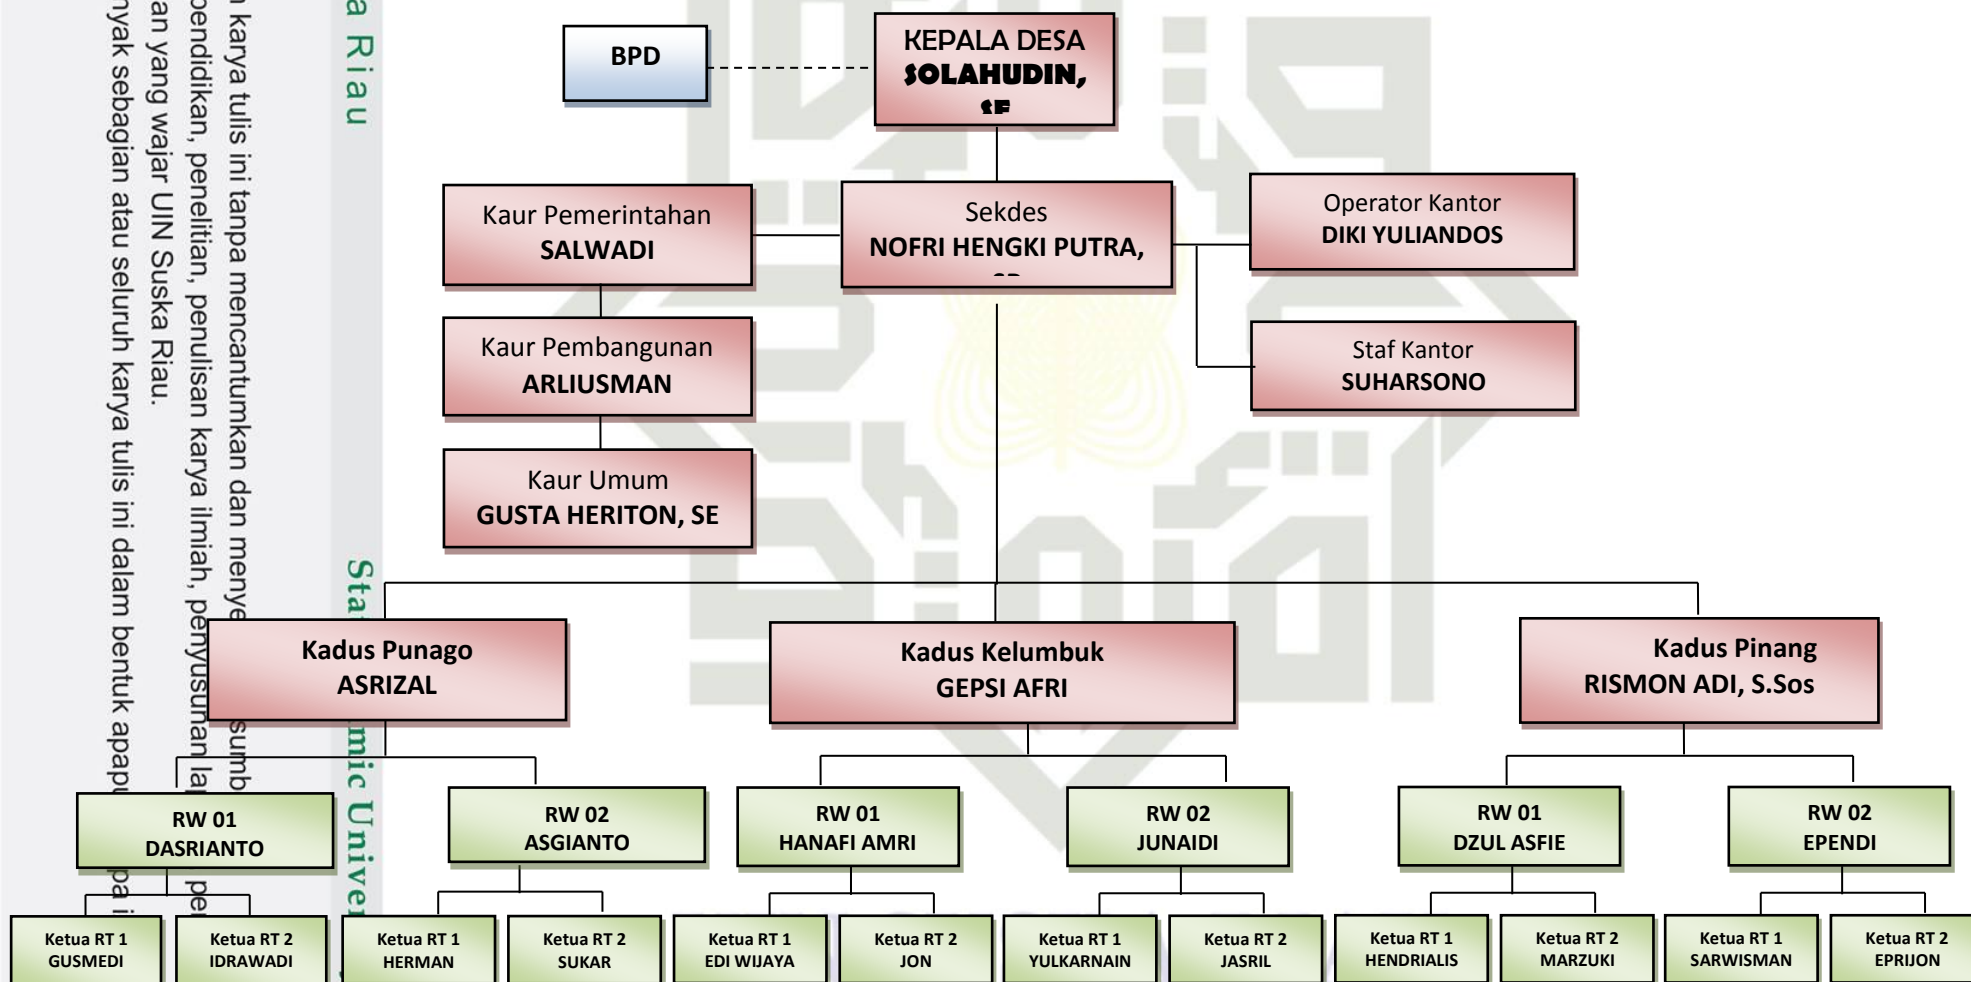 BPD
KEPALA DESA
SOLAHUDIN,
SE
Kaur Pemerintahan
SALWADI
Sekdes
NOFRI HENGKI PUTRA,
Operator Kantor
DIKI YULIANDOS
Kaur Pembangunan
ARLIUSMAN
Staf Kantor
SUHARSONO
Kaur Umum
GUSTA HERITON, SE
Kadus Punago
ASRIZAL
Kadus Kelumbuk
GEPSI AFRI
Kadus Pinang
RISMON ADI, S.Sos
RW 01
DASRIANTO
RW 02
ASGIANTO
RW 01
HANAFI AMRI
RW 02
JUNAIDI
RW 01
DZUL ASFIE
RW 02
EPENDI
Ketua RT 1
GUSMEDI
Ketua RT 2
IDRAWADI
Ketua RT 1
HERMAN
Ketua RT 2
SUKAR
Ketua RT 1
EDI WIJAYA
Ketua RT 2
JON
Ketua RT 1
YULKARNAIN
Ketua RT 2
JASRIL
Ketua RT 1
HENDRIALIS
Ketua RT 2
MARZUKI
Ketua RT 1
SARWISMAN
Ketua RT 2
EPRIJON
a Riau
karya tulis ini tanpa mencantumkan dan menye sumb
pendidikan, penelitian, penulisan karya ilmiah, penyusunan la pe
an yang wajar UIN Suska Riau.
nyak sebagian atau seluruh karya tulis ini dalam bentuk apapu pa i
Sta mic Univer